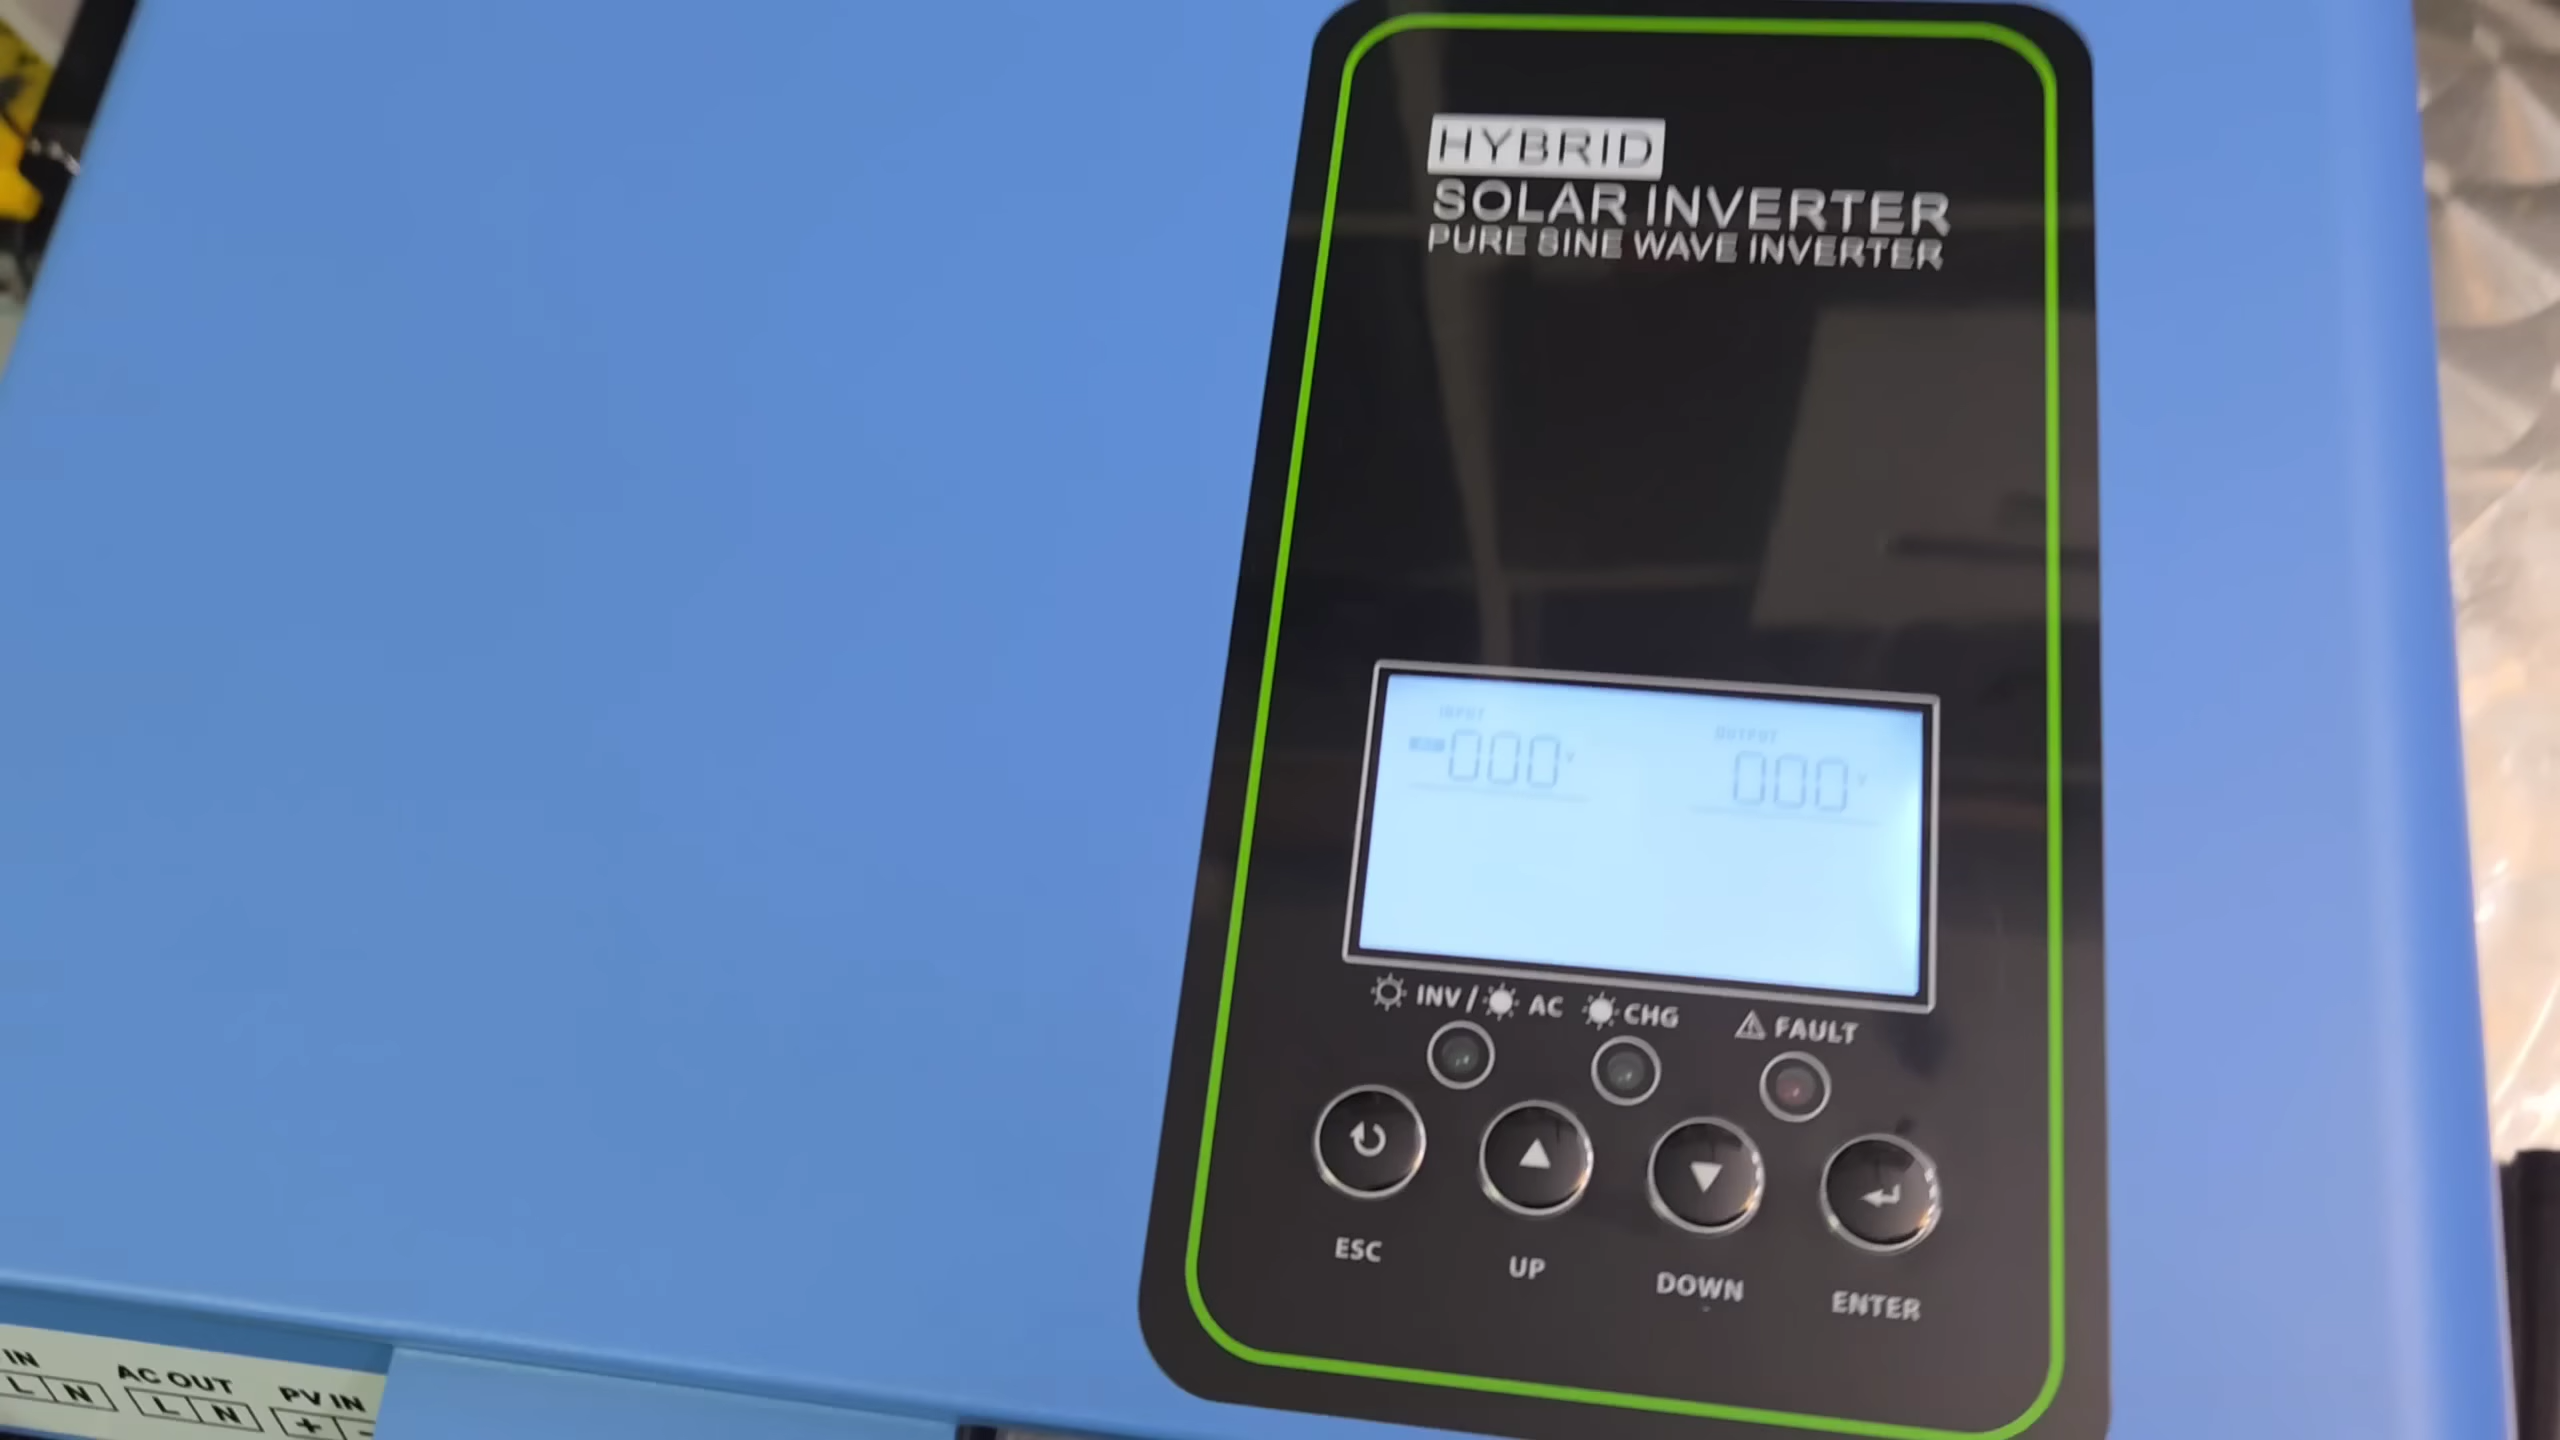 HYBRID
SOLAR INVERTER
PURE SINE WAVE INVERTER
INPUT
000 V
OUTPUT
000 V
INV / AC
CHG
FAULT
ESC
UP
DOWN
ENTER
IN
L N
AC OUT
L N
PV IN
+ -